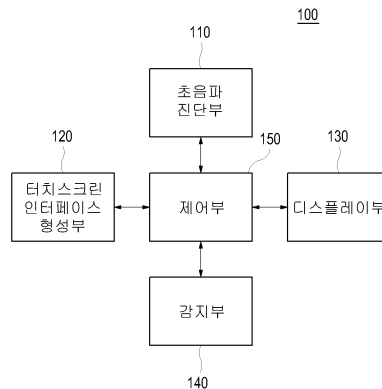 100
110
초음파
진단부
120
150
130
터치스크린
인터페이스
형성부
제어부
디스플레이부
감지부
140